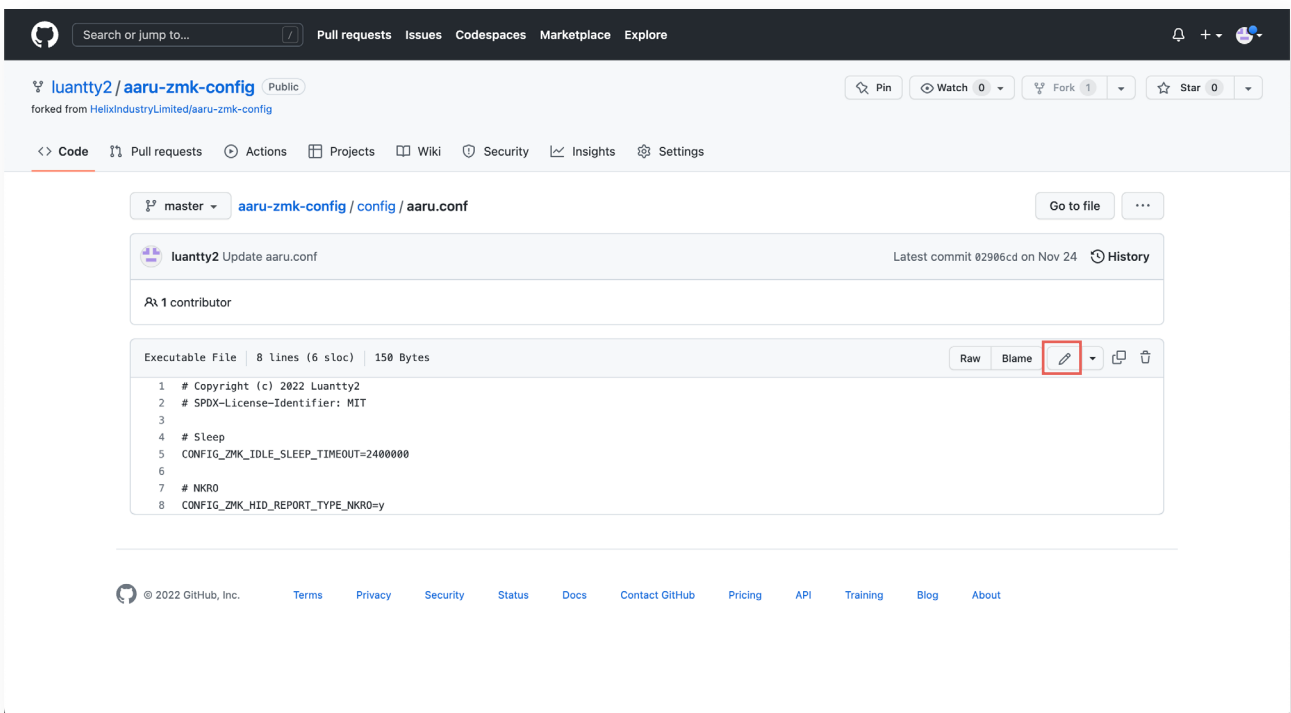 Search or jump to... / Pull requests Issues Codespaces Marketplace Explore
luantty2 / aaru-zmk-config Public Pin Watch 0 Fork 1 Star 0
forked from HelixIndustryLimited/aaru-zmk-config
<> Code Pull requests Actions Projects Wiki Security Insights Settings
master aaru-zmk-config / config / aaru.conf Go to file ...
luantty2 Update aaru.conf Latest commit 02906cd on Nov 24 History
1 contributor
Executable File 8 lines (6 sloc) 150 Bytes Raw Blame
1 # Copyright (c) 2022 Luantty2
2 # SPDX-License-Identifier: MIT
3
4 # Sleep
5 CONFIG_ZMK_IDLE_SLEEP_TIMEOUT=2400000
6
7 # NKRO
8 CONFIG_ZMK_HID_REPORT_TYPE_NKRO=y
© 2022 GitHub, Inc. Terms Privacy Security Status Docs Contact GitHub Pricing API Training Blog About